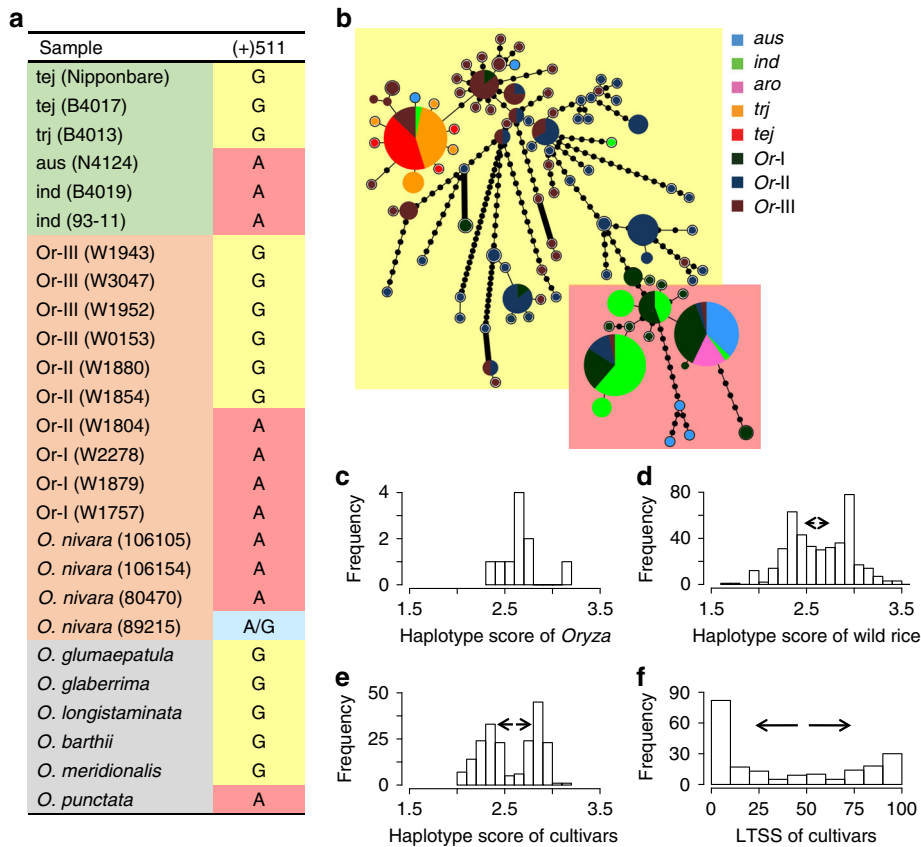 a
Sample (+)511
tej (Nipponbare) G
tej (B4017) G
trj (B4013) G
aus (N4124) A
ind (B4019) A
ind (93-11) A
Or-III (W1943) G
Or-III (W3047) G
Or-III (W1952) G
Or-III (W0153) G
Or-II (W1880) G
Or-II (W1854) G
Or-II (W1804) A
Or-I (W2278) A
Or-I (W1879) A
Or-I (W1757) A
O. nivara (106105) A
O. nivara (106154) A
O. nivara (80470) A
O. nivara (89215) A/G
O. glumaepatula G
O. glaberrima G
O. longistaminata G
O. barthii G
O. meridionalis G
O. punctata A
b
aus
ind
aro
trj
tej
Or-I
Or-II
Or-III
c
Frequency
4
2
0
1.5 2.5 3.5
Haplotype score of Oryza
d
Frequency
80
40
0
1.5 2.5 3.5
Haplotype score of wild rice
e
Frequency
50
25
0
1.5 2.5 3.5
Haplotype score of cultivars
f
Frequency
90
60
30
0
0 25 50 75 100
LTSS of cultivars